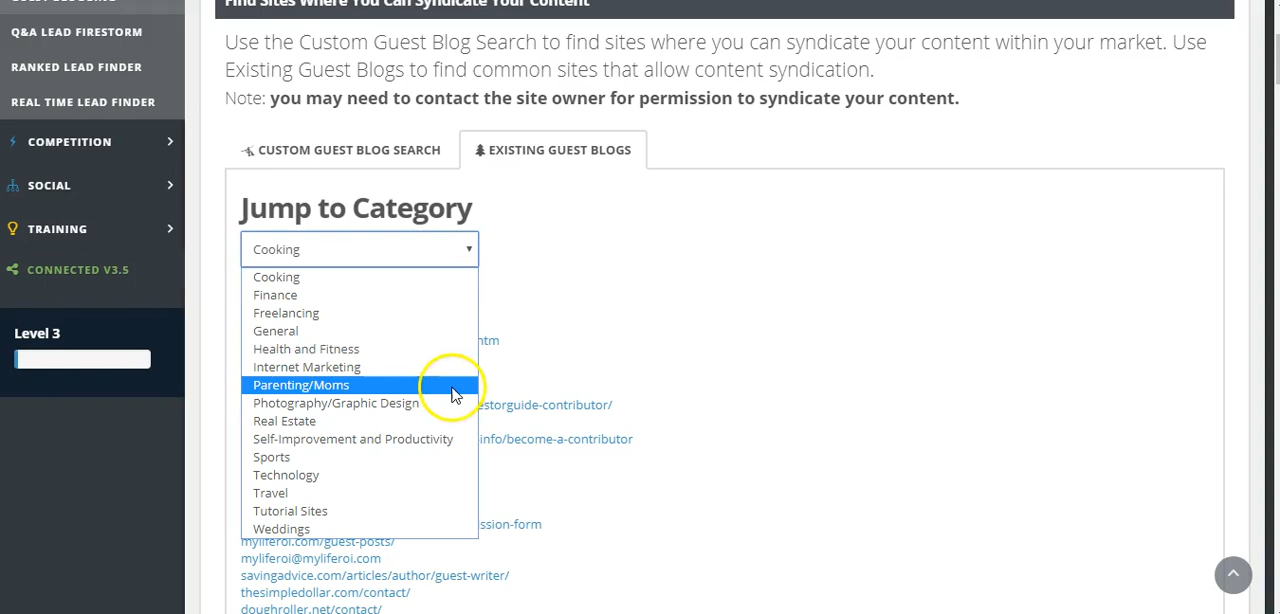 Find Sites Where You Can Syndicate Your Content
Q&A LEAD FIRESTORM
RANKED LEAD FINDER
REAL TIME LEAD FINDER
COMPETITION
SOCIAL
TRAINING
CONNECTED V3.5
Level 3
Use the Custom Guest Blog Search to find sites where you can syndicate your content within your market. Use
Existing Guest Blogs to find common sites that allow content syndication.
Note: you may need to contact the site owner for permission to syndicate your content.
CUSTOM GUEST BLOG SEARCH
EXISTING GUEST BLOGS
Jump to Category
Cooking
Cooking
Finance
Freelancing
General
Health and Fitness
Internet Marketing
Parenting/Moms
Photography/Graphic Design
Real Estate
Self-Improvement and Productivity
Sports
Technology
Travel
Tutorial Sites
Weddings
htm
estorguide-contributor/
info/become-a-contributor
ssion-form
myliferoi.com/guest-posts/
myliferoi@myliferoi.com
savingadvice.com/articles/author/guest-writer/
thesimpledollar.com/contact/
doughroller.net/contact/